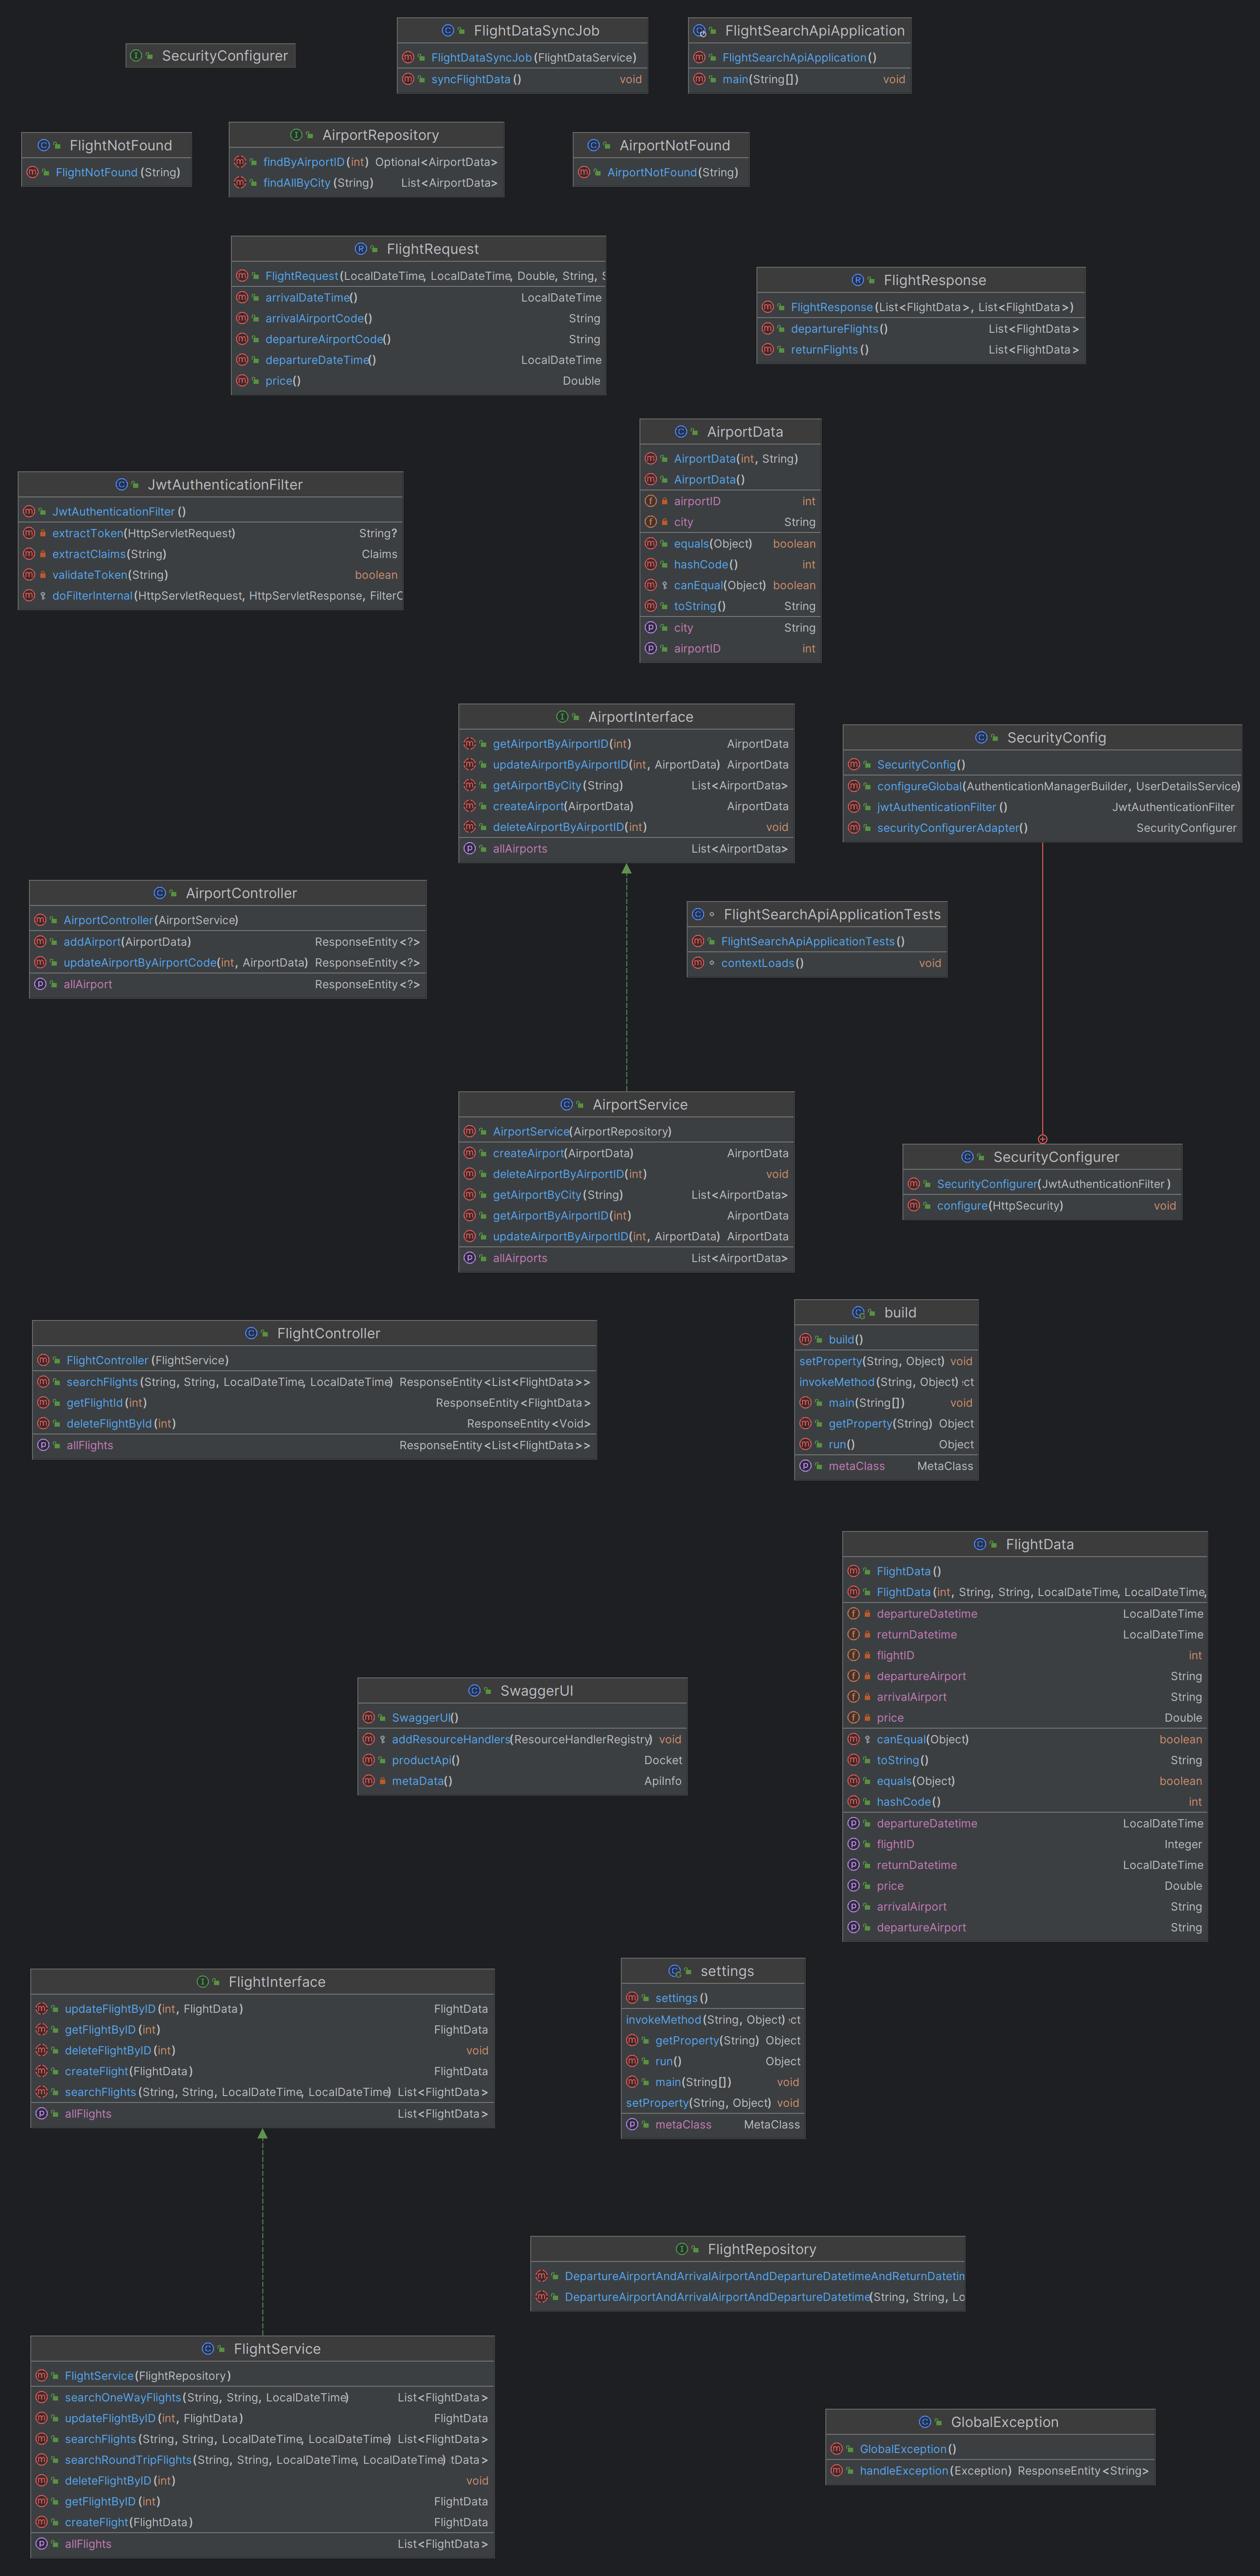 SecurityConfigurer
FlightDataSyncJob
FlightDataSyncJob(FlightDataService)
syncFlightData() void
FlightSearchApiApplication
FlightSearchApiApplication()
main(String[]) void
FlightNotFound
FlightNotFound(String)
AirportRepository
findByAirportID(int) Optional<AirportData>
findAllByCity(String) List<AirportData>
AirportNotFound
AirportNotFound(String)
FlightRequest
FlightRequest(LocalDateTime, LocalDateTime, Double, String, S
arrivalDateTime() LocalDateTime
arrivalAirportCode() String
departureAirportCode() String
departureDateTime() LocalDateTime
price() Double
FlightResponse
FlightResponse(List<FlightData>, List<FlightData>)
departureFlights() List<FlightData>
returnFlights() List<FlightData>
AirportData
AirportData(int, String)
AirportData()
airportID int
city String
equals(Object) boolean
hashCode() int
canEqual(Object) boolean
toString() String
city String
airportID int
JwtAuthenticationFilter
JwtAuthenticationFilter()
extractToken(HttpServletRequest) String?
extractClaims(String) Claims
validateToken(String) boolean
doFilterInternal(HttpServletRequest, HttpServletResponse, FilterC
AirportInterface
getAirportByAirportID(int) AirportData
updateAirportByAirportID(int, AirportData) AirportData
getAirportByCity(String) List<AirportData>
createAirport(AirportData) AirportData
deleteAirportByAirportID(int) void
allAirports List<AirportData>
SecurityConfig
SecurityConfig()
configureGlobal(AuthenticationManagerBuilder, UserDetailsService)
jwtAuthenticationFilter() JwtAuthenticationFilter
securityConfigurerAdapter() SecurityConfigurer
AirportController
AirportController(AirportService)
addAirport(AirportData) ResponseEntity<?>
updateAirportByAirportCode(int, AirportData) ResponseEntity<?>
allAirport ResponseEntity<?>
FlightSearchApiApplicationTests
FlightSearchApiApplicationTests()
contextLoads() void
AirportService
AirportService(AirportRepository)
createAirport(AirportData) AirportData
deleteAirportByAirportID(int) void
getAirportByCity(String) List<AirportData>
getAirportByAirportID(int) AirportData
updateAirportByAirportID(int, AirportData) AirportData
allAirports List<AirportData>
SecurityConfigurer
SecurityConfigurer(JwtAuthenticationFilter)
configure(HttpSecurity) void
FlightController
FlightController(FlightService)
searchFlights(String, String, LocalDateTime, LocalDateTime) ResponseEntity<List<FlightData>>
getFlightId(int) ResponseEntity<FlightData>
deleteFlightById(int) ResponseEntity<Void>
allFlights ResponseEntity<List<FlightData>>
build
build()
setProperty(String, Object) void
invokeMethod(String, Object) ect
main(String[]) void
getProperty(String) Object
run() Object
metaClass MetaClass
FlightData
FlightData()
FlightData(int, String, String, LocalDateTime, LocalDateTime,
departureDatetime LocalDateTime
returnDatetime LocalDateTime
flightID int
departureAirport String
arrivalAirport String
price Double
canEqual(Object) boolean
toString() String
equals(Object) boolean
hashCode() int
departureDatetime LocalDateTime
flightID Integer
returnDatetime LocalDateTime
price Double
arrivalAirport String
departureAirport String
SwaggerUI
SwaggerUI()
addResourceHandlers(ResourceHandlerRegistry) void
productApi() Docket
metaData() ApiInfo
FlightInterface
updateFlightByID(int, FlightData) FlightData
getFlightByID(int) FlightData
deleteFlightByID(int) void
createFlight(FlightData) FlightData
searchFlights(String, String, LocalDateTime, LocalDateTime) List<FlightData>
allFlights List<FlightData>
settings
settings()
invokeMethod(String, Object) ect
getProperty(String) Object
run() Object
main(String[]) void
setProperty(String, Object) void
metaClass MetaClass
FlightRepository
DepartureAirportAndArrivalAirportAndDepartureDatetimeAndReturnDatetim
DepartureAirportAndArrivalAirportAndDepartureDatetime(String, String, Lo
FlightService
FlightService(FlightRepository)
searchOneWayFlights(String, String, LocalDateTime) List<FlightData>
updateFlightByID(int, FlightData) FlightData
searchFlights(String, String, LocalDateTime, LocalDateTime) List<FlightData>
searchRoundTripFlights(String, String, LocalDateTime, LocalDateTime) tData>
deleteFlightByID(int) void
getFlightByID(int) FlightData
createFlight(FlightData) FlightData
allFlights List<FlightData>
GlobalException
GlobalException()
handleException(Exception) ResponseEntity<String>